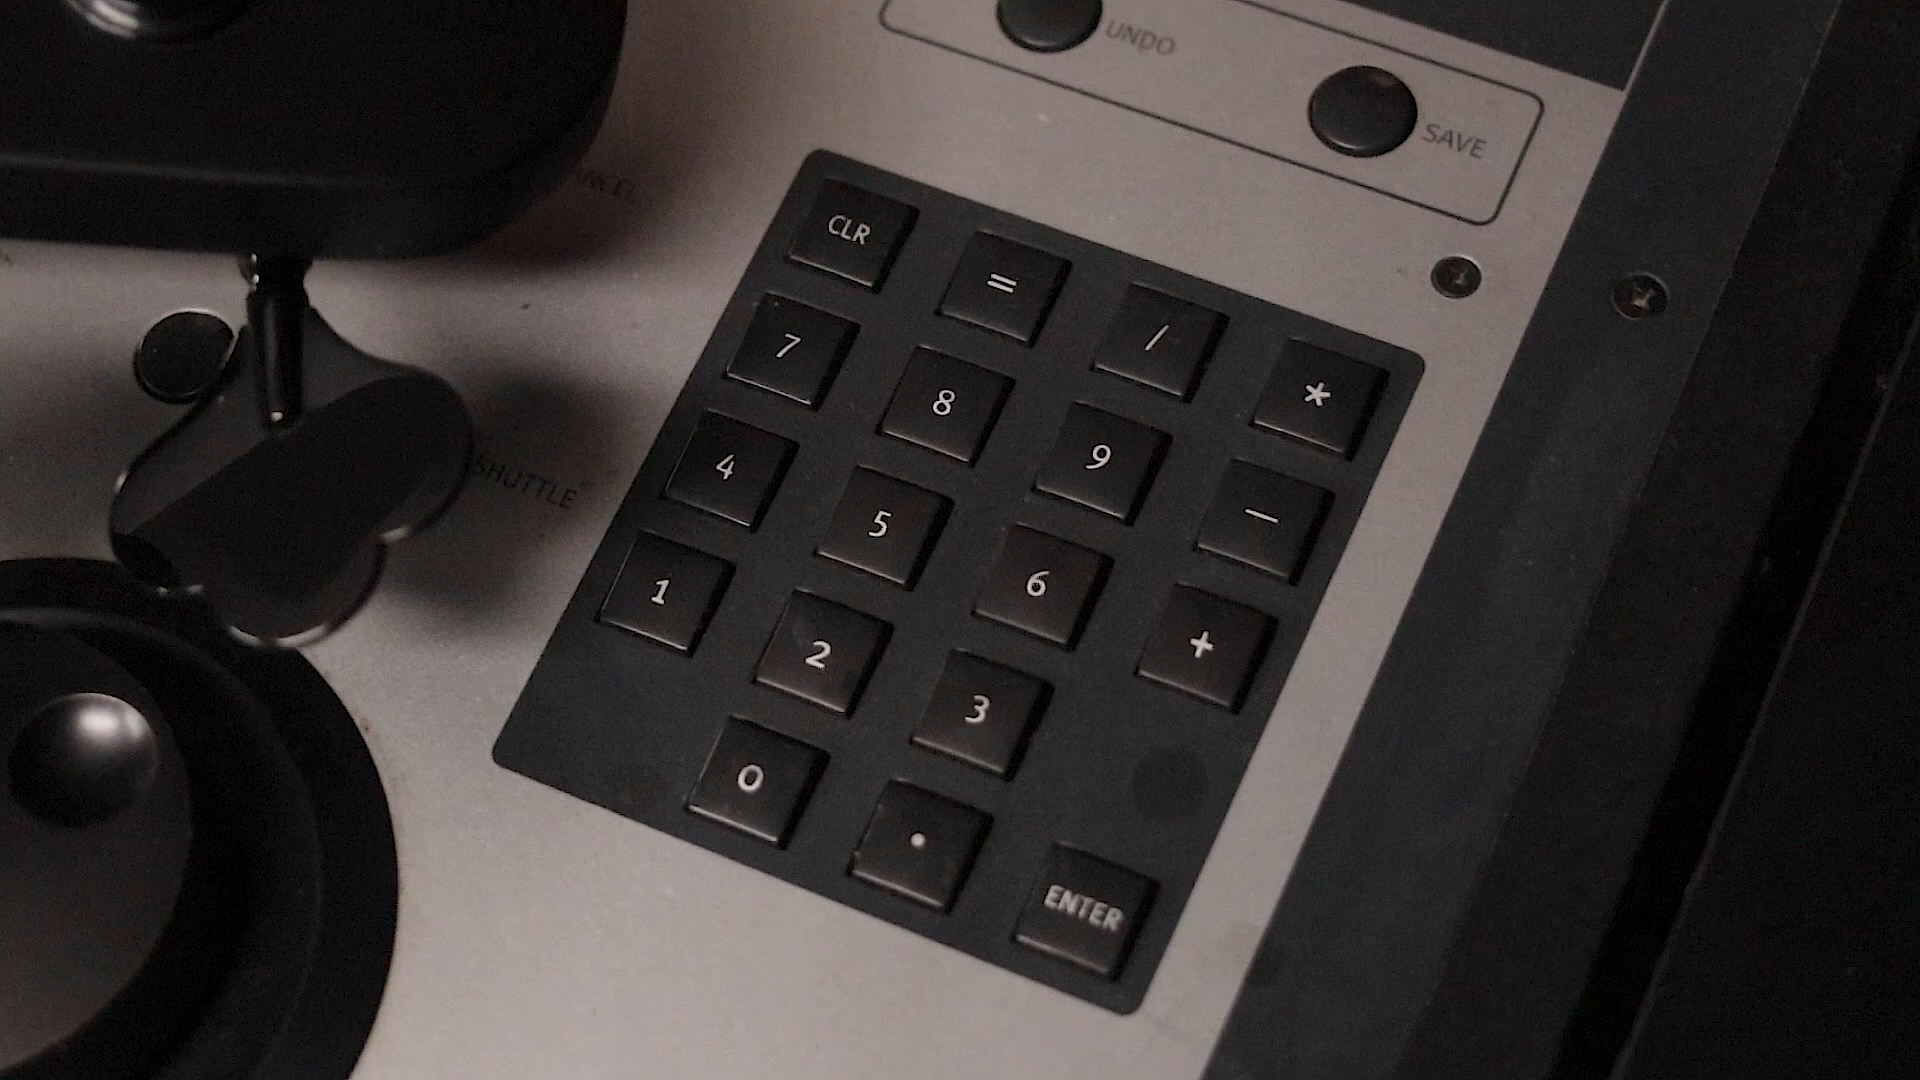 UNDO
SAVE
CLR = / *
7 8 9 –
4 5 6 +
1 2 3
0 . ENTER
SHUTTLE